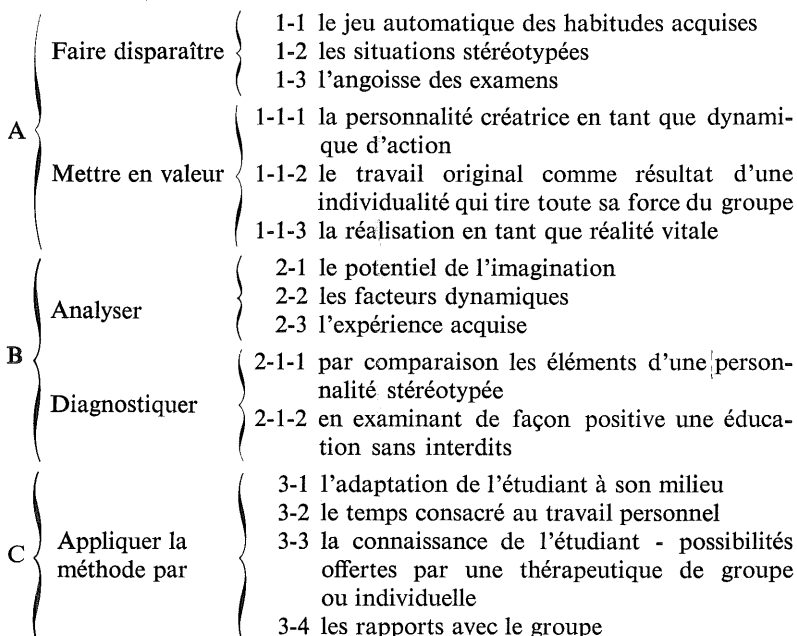 A
Faire disparaître
1-1 le jeu automatique des habitudes acquises
1-2 les situations stéréotypées
1-3 l'angoisse des examens
Mettre en valeur
1-1-1 la personnalité créatrice en tant que dynami-
que d'action
1-1-2 le travail original comme résultat d'une
individualité qui tire toute sa force du groupe
1-1-3 la réalisation en tant que réalité vitale
B
Analyser
2-1 le potentiel de l'imagination
2-2 les facteurs dynamiques
2-3 l'expérience acquise
Diagnostiquer
2-1-1 par comparaison les éléments d'une person-
nalité stéréotypée
2-1-2 en examinant de façon positive une éduca-
tion sans interdits
C
Appliquer la
méthode par
3-1 l'adaptation de l'étudiant à son milieu
3-2 le temps consacré au travail personnel
3-3 la connaissance de l'étudiant - possibilités
offertes par une thérapeutique de groupe
ou individuelle
3-4 les rapports avec le groupe